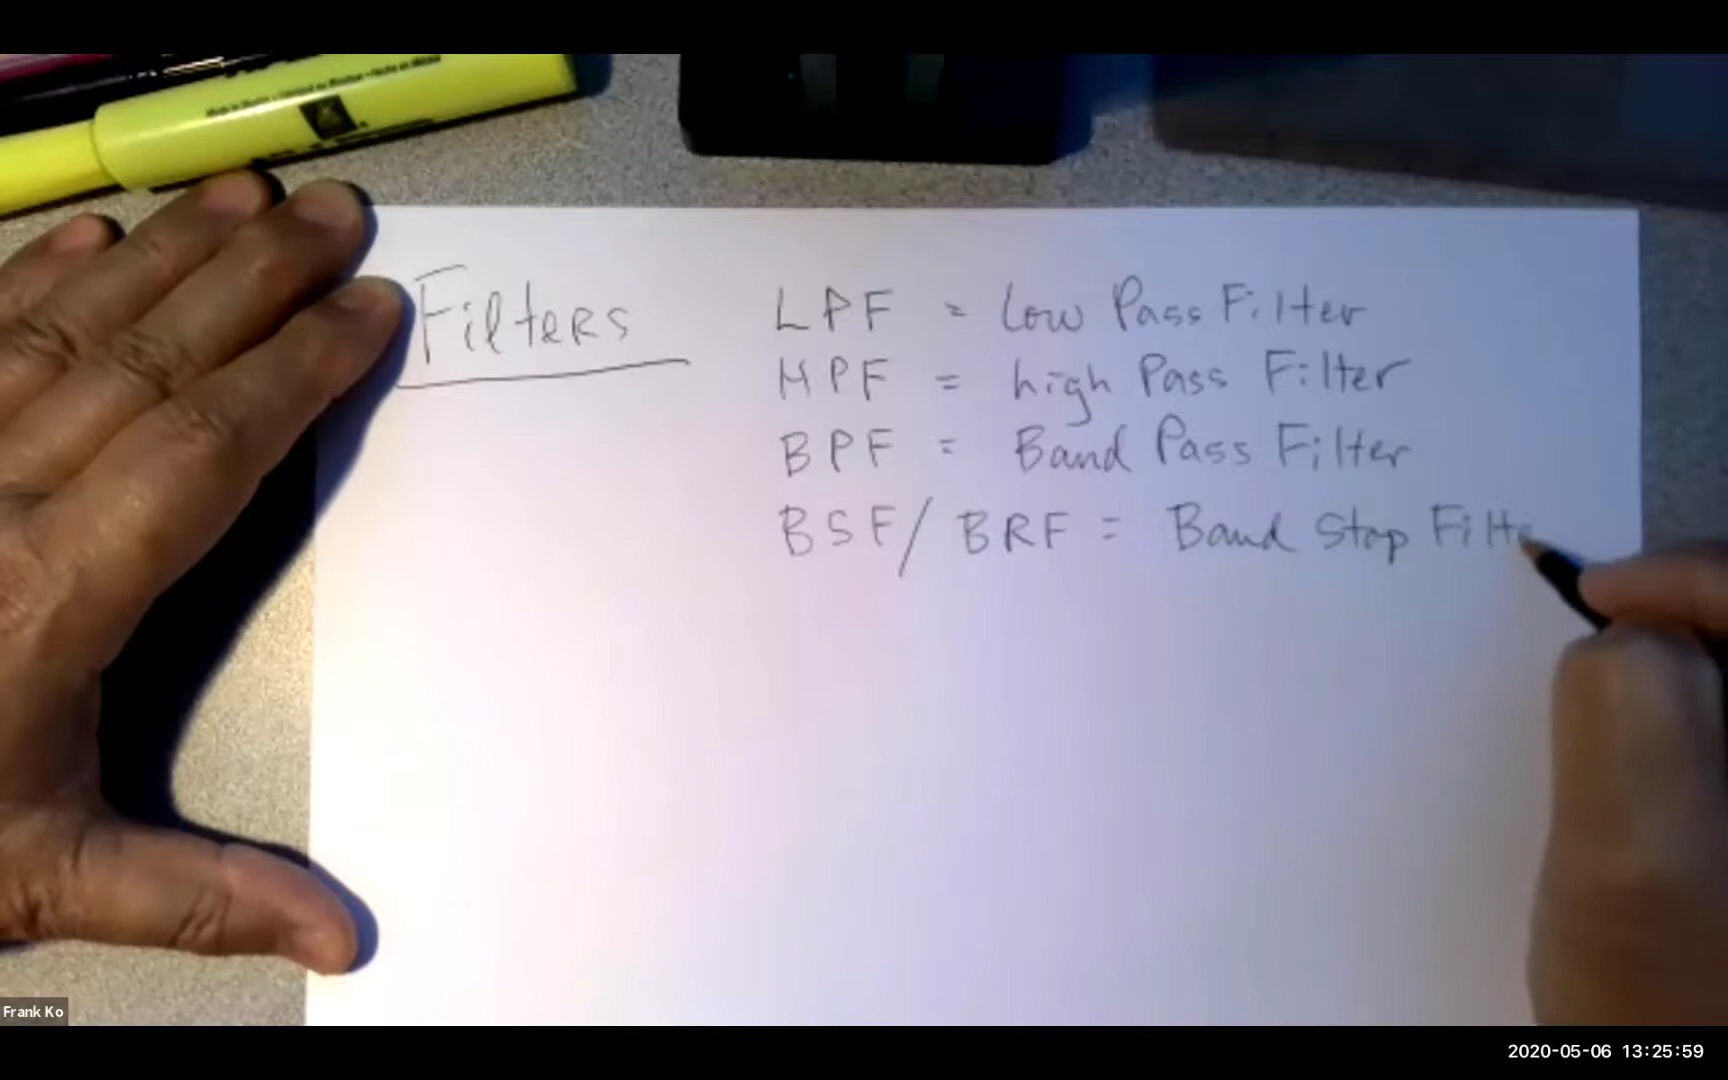 Filters
LPF = Low Pass Filter
HPF = high Pass Filter
BPF = Band Pass Filter
BSF/ BRF = Band Stop Filte
Frank Ko
2020-05-06 13:25:59